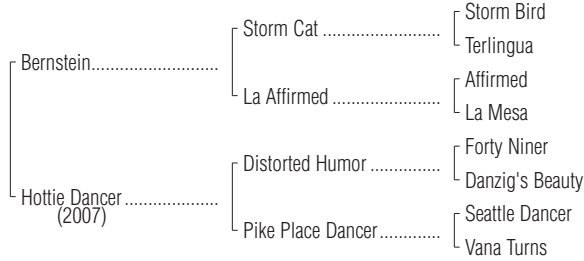 Storm Bird
Storm Cat ........................
Terlingua
Bernstein..........................
Affirmed
La Affirmed ......................
La Mesa
Forty Niner
Distorted Humor ..............
Danzig's Beauty
Hottie Dancer ...................
(2007)
Seattle Dancer
Pike Place Dancer.............
Vana Turns